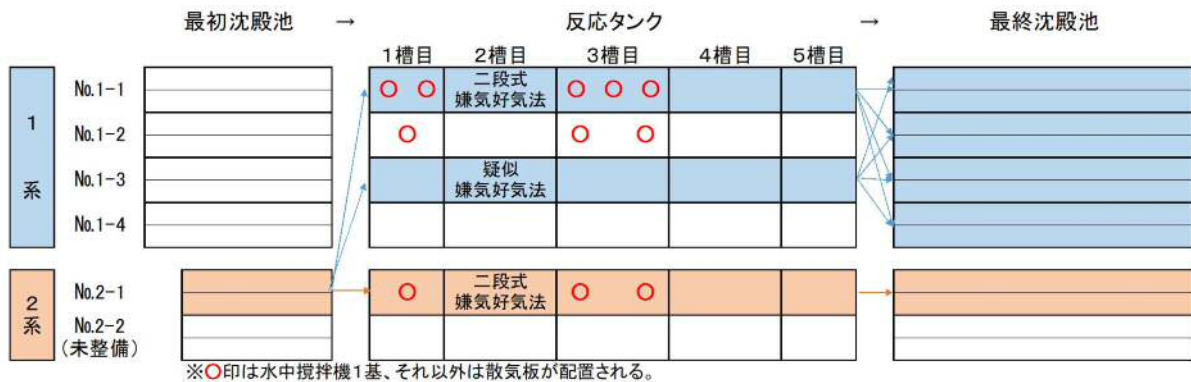 最初沈殿池 → 反応タンク → 最終沈殿池
1槽目 2槽目 3槽目 4槽目 5槽目
1系
No.1-1
二段式
嫌気好気法
No.1-2
No.1-3
疑似
嫌気好気法
No.1-4
2系
No.2-1
二段式
嫌気好気法
No.2-2
(未整備)
※○印は水中撹拌機1基、それ以外は散気板が配置される。